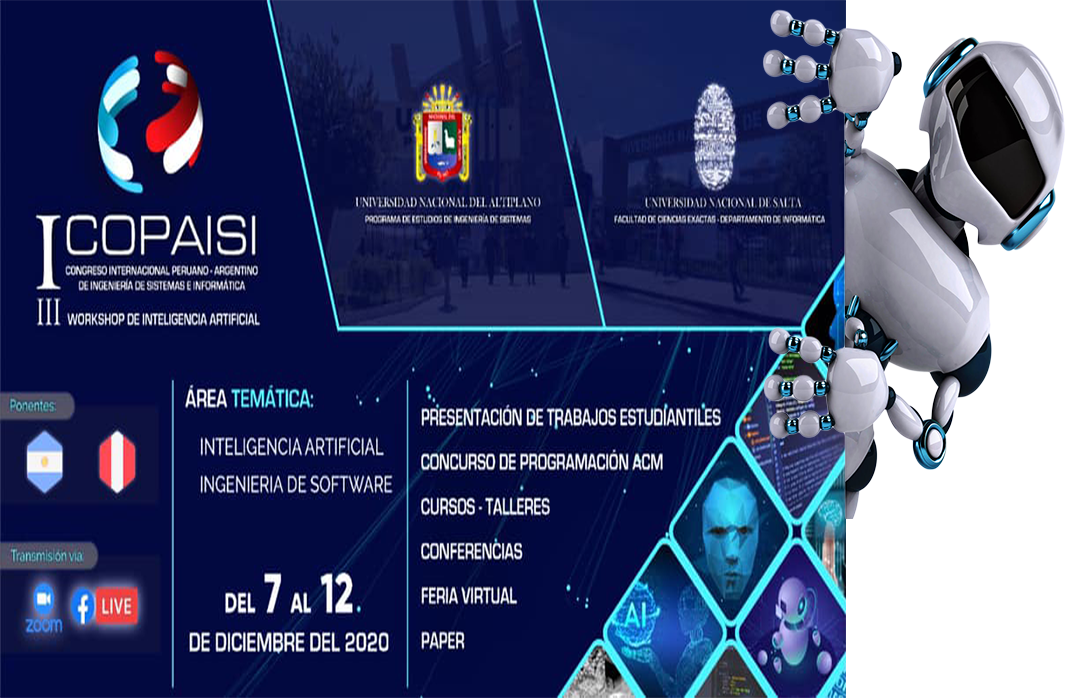 I COPAISI
CONGRESO INTERNACIONAL PERUANO - ARGENTINO
DE INGENIERÍA DE SISTEMAS E INFORMÁTICA
III WORKSHOP DE INTELIGENCIA ARTIFICIAL
UNIVERSIDAD NACIONAL DEL ALTIPLANO
PROGRAMA DE ESTUDIOS DE INGENIERÍA DE SISTEMAS
UNIVERSIDAD NACIONAL DE SALTA
FACULTAD DE CIENCIAS EXACTAS - DEPARTAMENTO DE INFORMÁTICA
Ponentes:
Transmisión vía:
zoom
LIVE
ÁREA TEMÁTICA:
INTELIGENCIA ARTIFICIAL
INGENIERIA DE SOFTWARE
DEL 7 AL 12
DE DICIEMBRE DEL 2020
PRESENTACIÓN DE TRABAJOS ESTUDIANTILES
CONCURSO DE PROGRAMACIÓN ACM
CURSOS - TALLERES
CONFERENCIAS
FERIA VIRTUAL
PAPER
AI